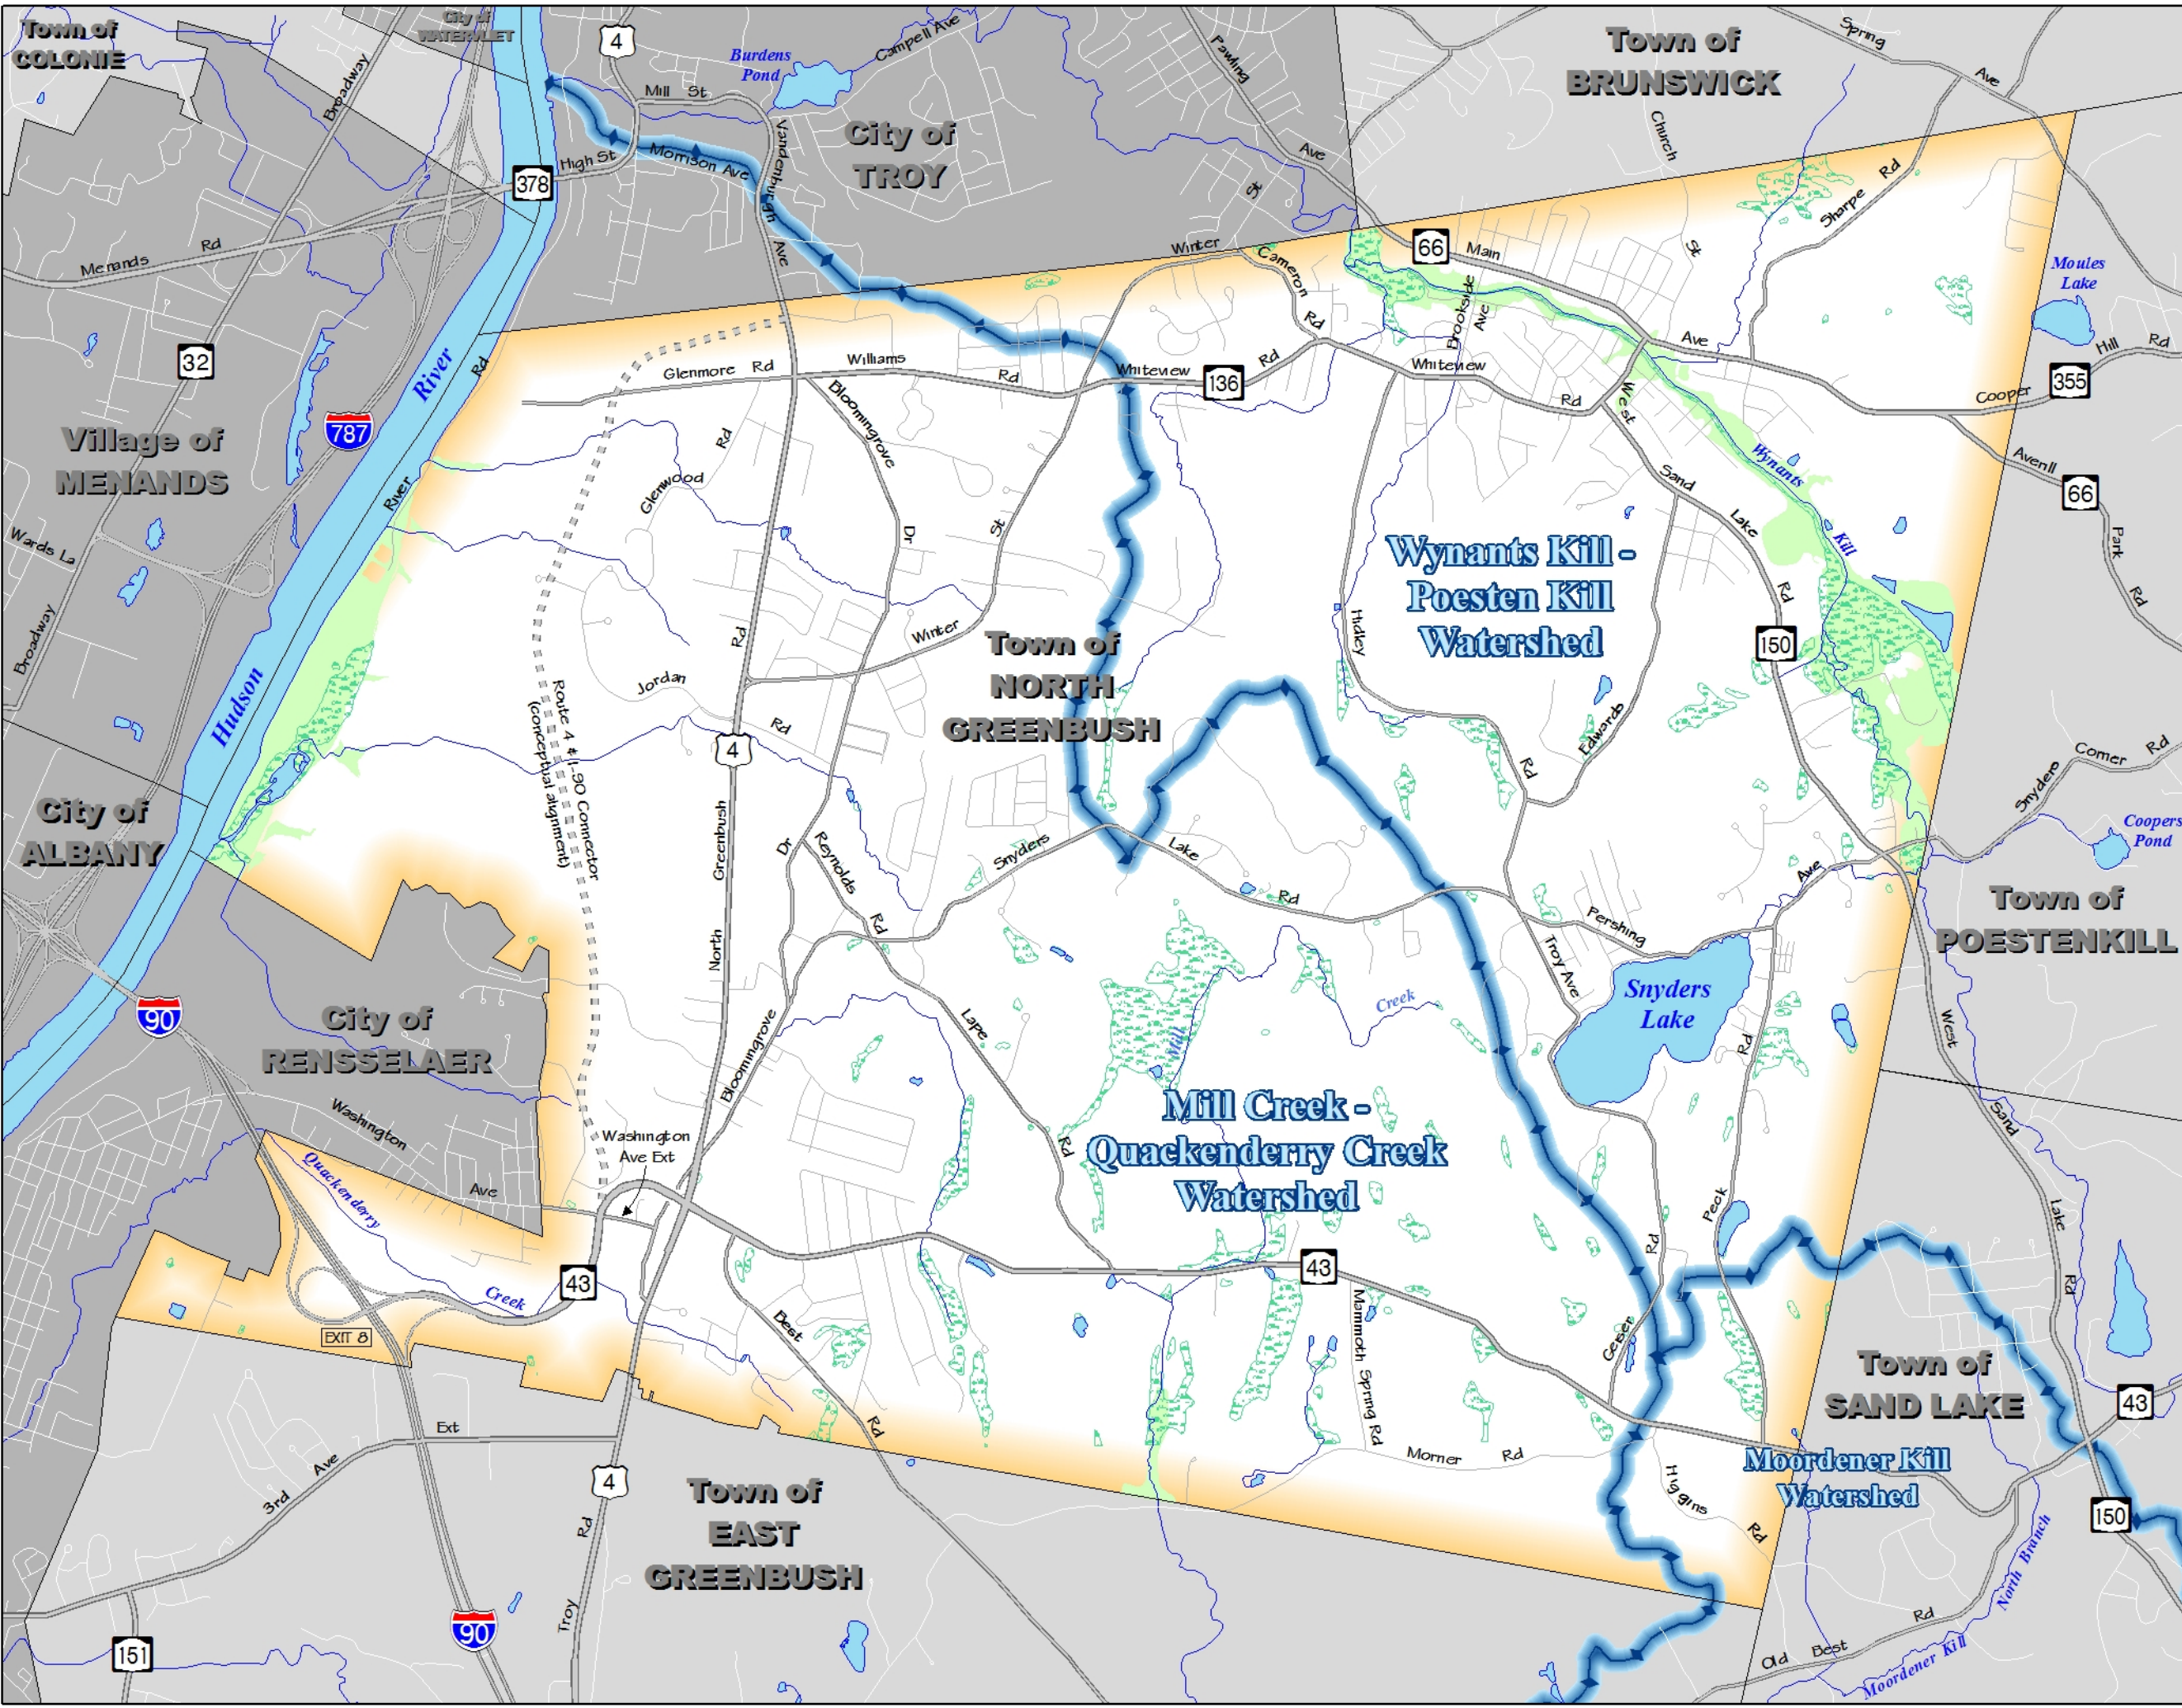 Town of
COLONIE
City of
WATERVLIET
4
Burdens
Pond
Campell Ave
Pawling
Ave
Town of
BRUNSWICK
Spring
Ave
Broadway
Mill St
Vandenburgh
Ave
City of
TROY
Church
St
378
High St
Morrison Ave
St
Sharpe Rd
Menands Rd
Winter
Cameron
Rd
66
Main
Ave
Brookside
Ave
Moules
Lake
32
River
Rd
787
Glenmore Rd
Williams
Rd
Whiteview
136
Rd
Whiteview
Rd
West
Cooper
355
Hill Rd
Village of
MENANDS
Bloomingrove
Dr
Glenwood
Rd
River
Sand
Lake
Rd
Wynants
Kill
Avenll
66
Park
Rd
Wards La
St
Wynants Kill -
Poesten Kill
Watershed
Broadway
Hudson
Rd
Winter
Town of
NORTH
GREENBUSH
Hidley
Rd
150
Jordan
Rd
Route 4 & I-90 Connector
(conceptual alignment)
4
Edwards
Snyders
Corner Rd
City of
ALBANY
Greenbush
North
Dr
Reynolds
Rd
Snyders
Lake
Rd
Ave
Coopers
Pond
Pershing
Town of
POESTENKILL
Troy Ave
Snyders
Lake
90
City of
RENSSELAER
Bloomingrove
Lape
Rd
Mill
Creek
Rd
West
Sand
Lake
Rd
Washington
Ave
Washington
Ave Ext
Mill Creek -
Quackenderry Creek
Watershed
Quackenderry
Creek
Peck
Rd
43
43
EXIT 8
Best
Rd
Mammoth Spring Rd
Geiser
Town of
SAND LAKE
43
Ext
3rd Ave
Morner Rd
Higgins
Rd
Moordener Kill
Watershed
4
Town of
EAST
GREENBUSH
Rd
Troy
150
North Branch
90
151
Old Best Rd
Moordener Kill